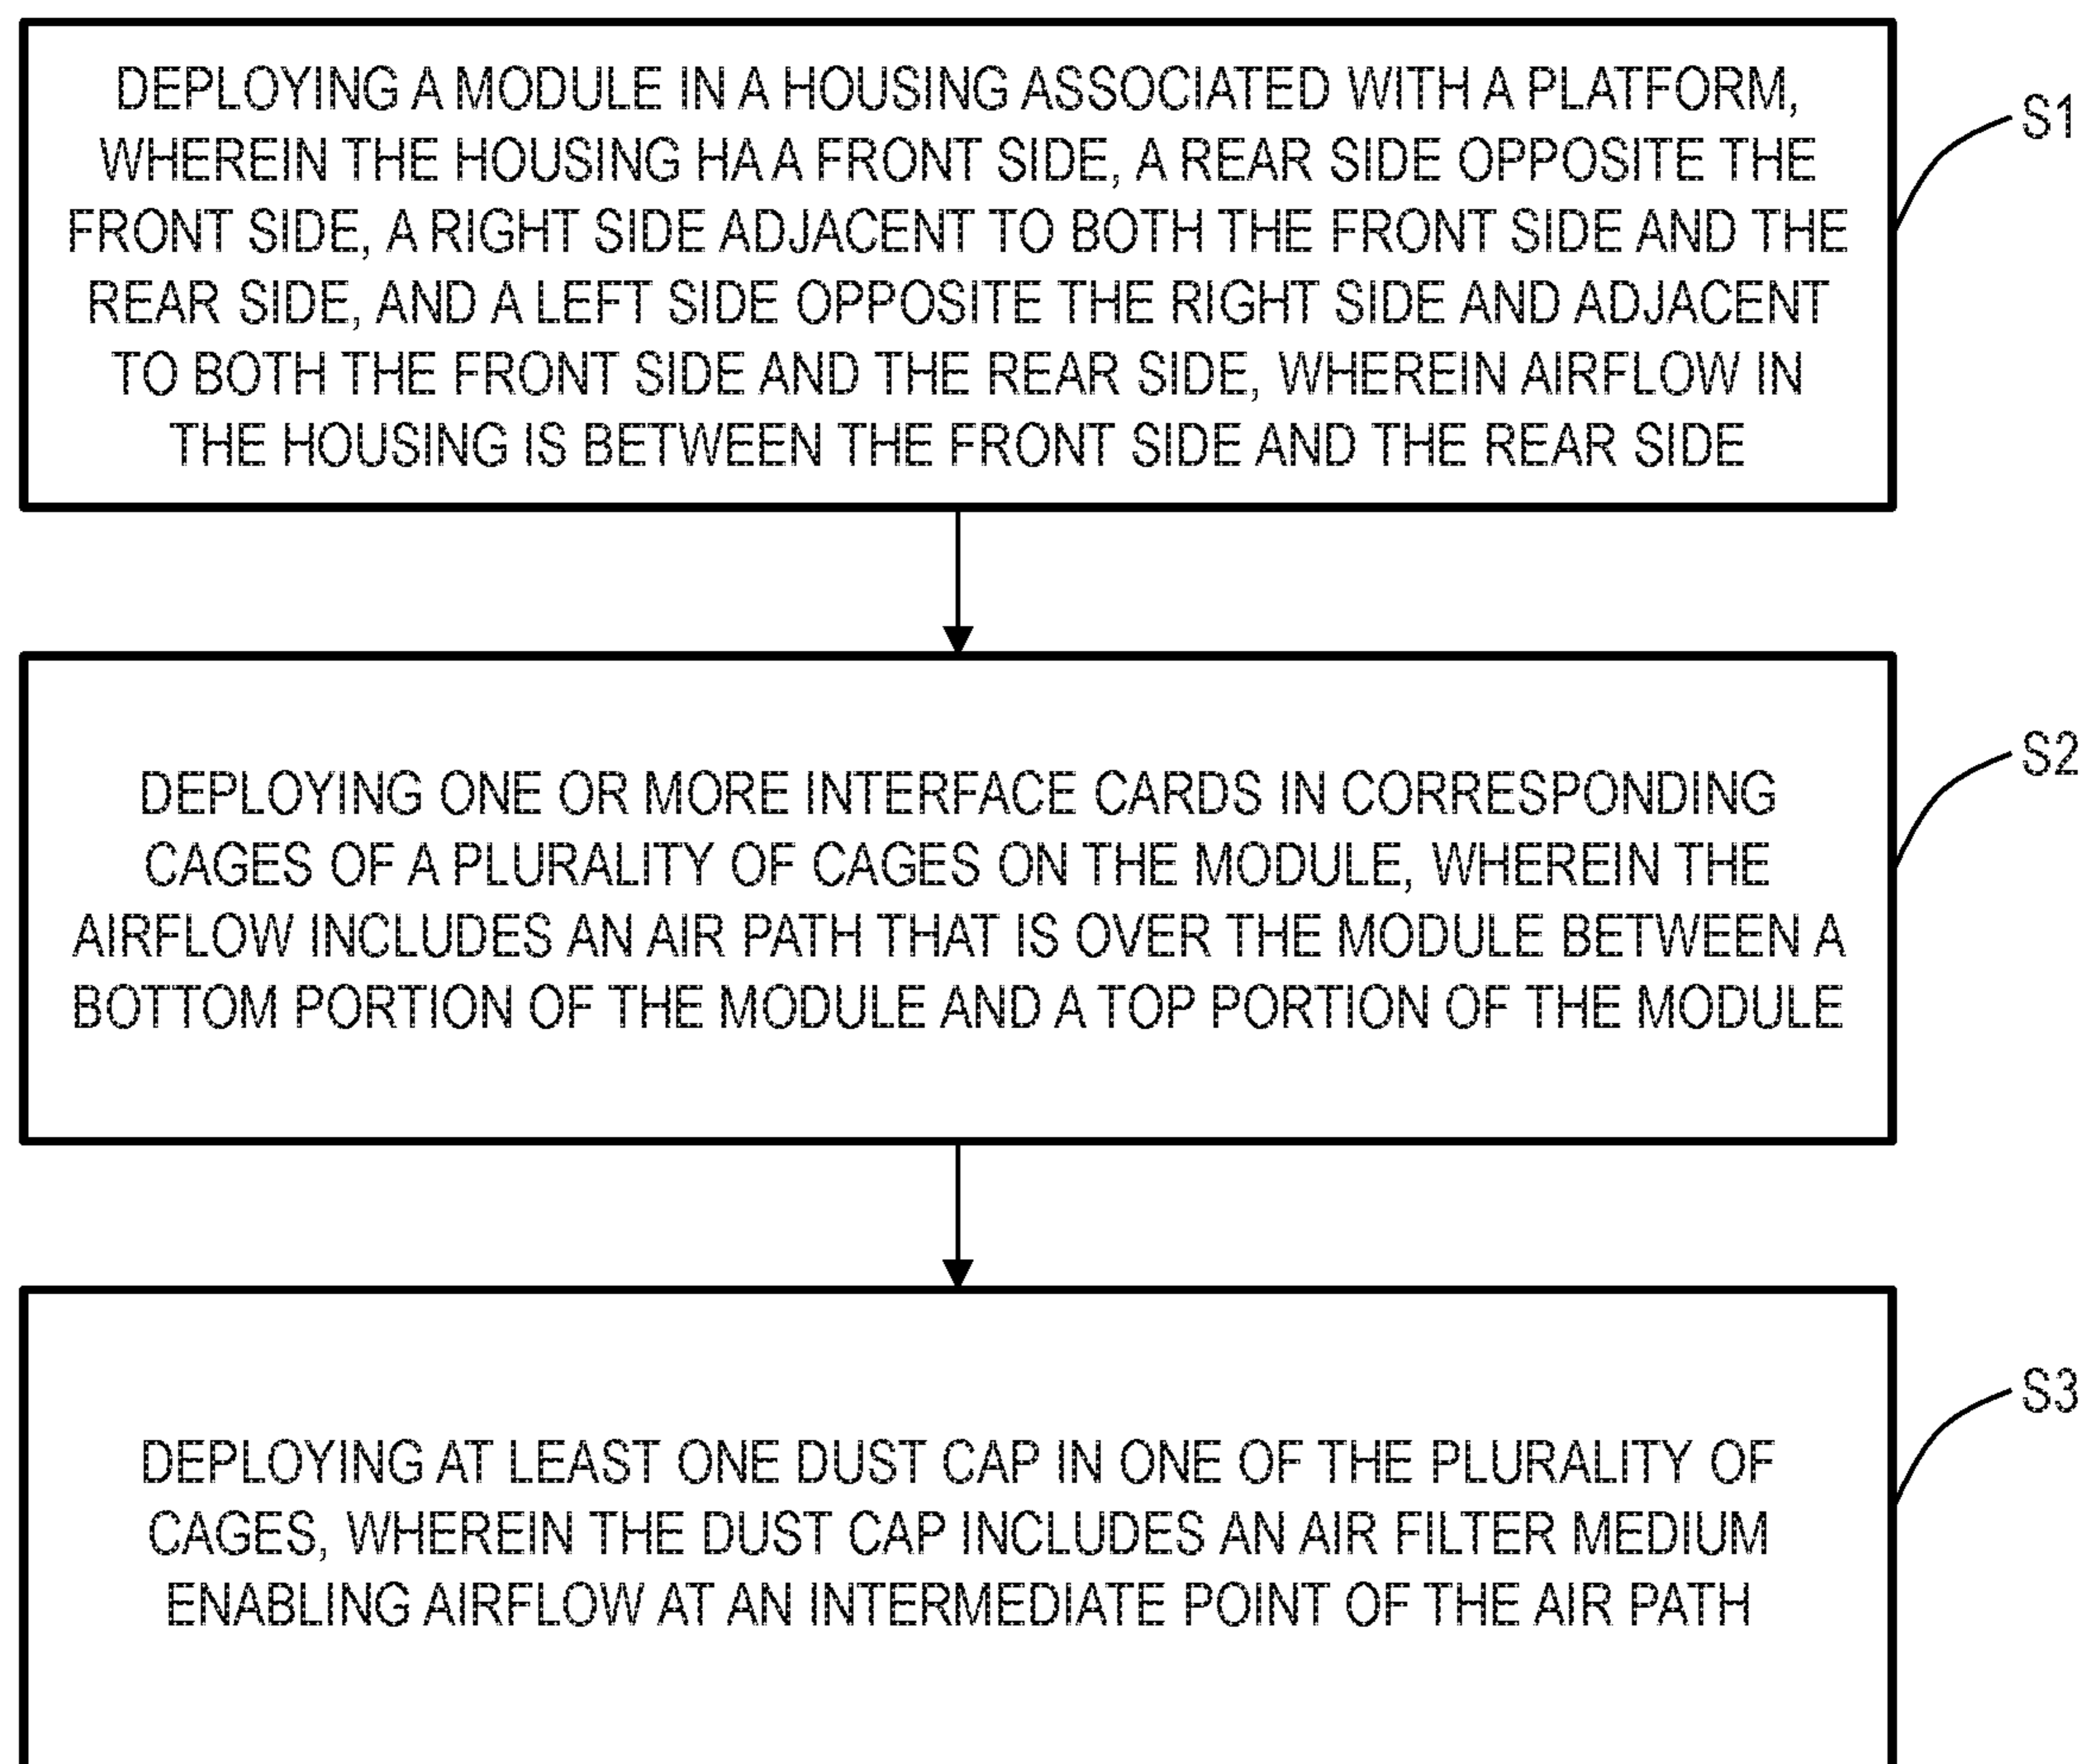 DEPLOYING A MODULE IN A HOUSING ASSOCIATED WITH A PLATFORM,
WHEREIN THE HOUSING HA A FRONT SIDE, A REAR SIDE OPPOSITE THE
FRONT SIDE, A RIGHT SIDE ADJACENT TO BOTH THE FRONT SIDE AND THE
REAR SIDE, AND A LEFT SIDE OPPOSITE THE RIGHT SIDE AND ADJACENT
TO BOTH THE FRONT SIDE AND THE REAR SIDE, WHEREIN AIRFLOW IN
THE HOUSING IS BETWEEN THE FRONT SIDE AND THE REAR SIDE
S1
DEPLOYING ONE OR MORE INTERFACE CARDS IN CORRESPONDING
CAGES OF A PLURALITY OF CAGES ON THE MODULE, WHEREIN THE
AIRFLOW INCLUDES AN AIR PATH THAT IS OVER THE MODULE BETWEEN A
BOTTOM PORTION OF THE MODULE AND A TOP PORTION OF THE MODULE
S2
DEPLOYING AT LEAST ONE DUST CAP IN ONE OF THE PLURALITY OF
CAGES, WHEREIN THE DUST CAP INCLUDES AN AIR FILTER MEDIUM
ENABLING AIRFLOW AT AN INTERMEDIATE POINT OF THE AIR PATH
S3